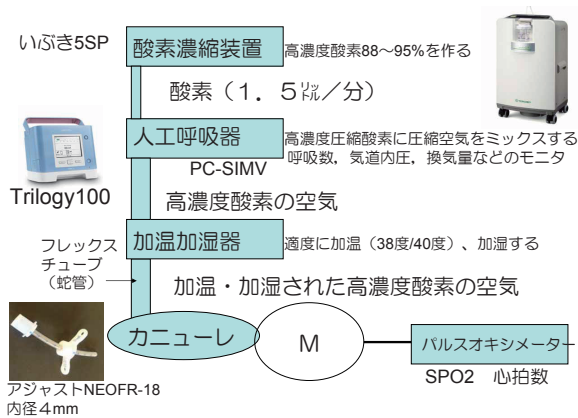 いぶき5SP
酸素濃縮装置
高濃度酸素88～95%を作る
酸素（１．５㍑／分）
人工呼吸器
高濃度圧縮酸素に圧縮空気をミックスする
呼吸数，気道内圧，換気量などのモニタ
PC-SIMV
Trilogy100
高濃度酸素の空気
加温加湿器
適度に加温（38度/40度）、加湿する
フレックス
チューブ
（蛇管）
加温・加湿された高濃度酸素の空気
カニューレ
M
パルスオキシメーター
SPO2　心拍数
アジャストNEOFR-18
内径４mm